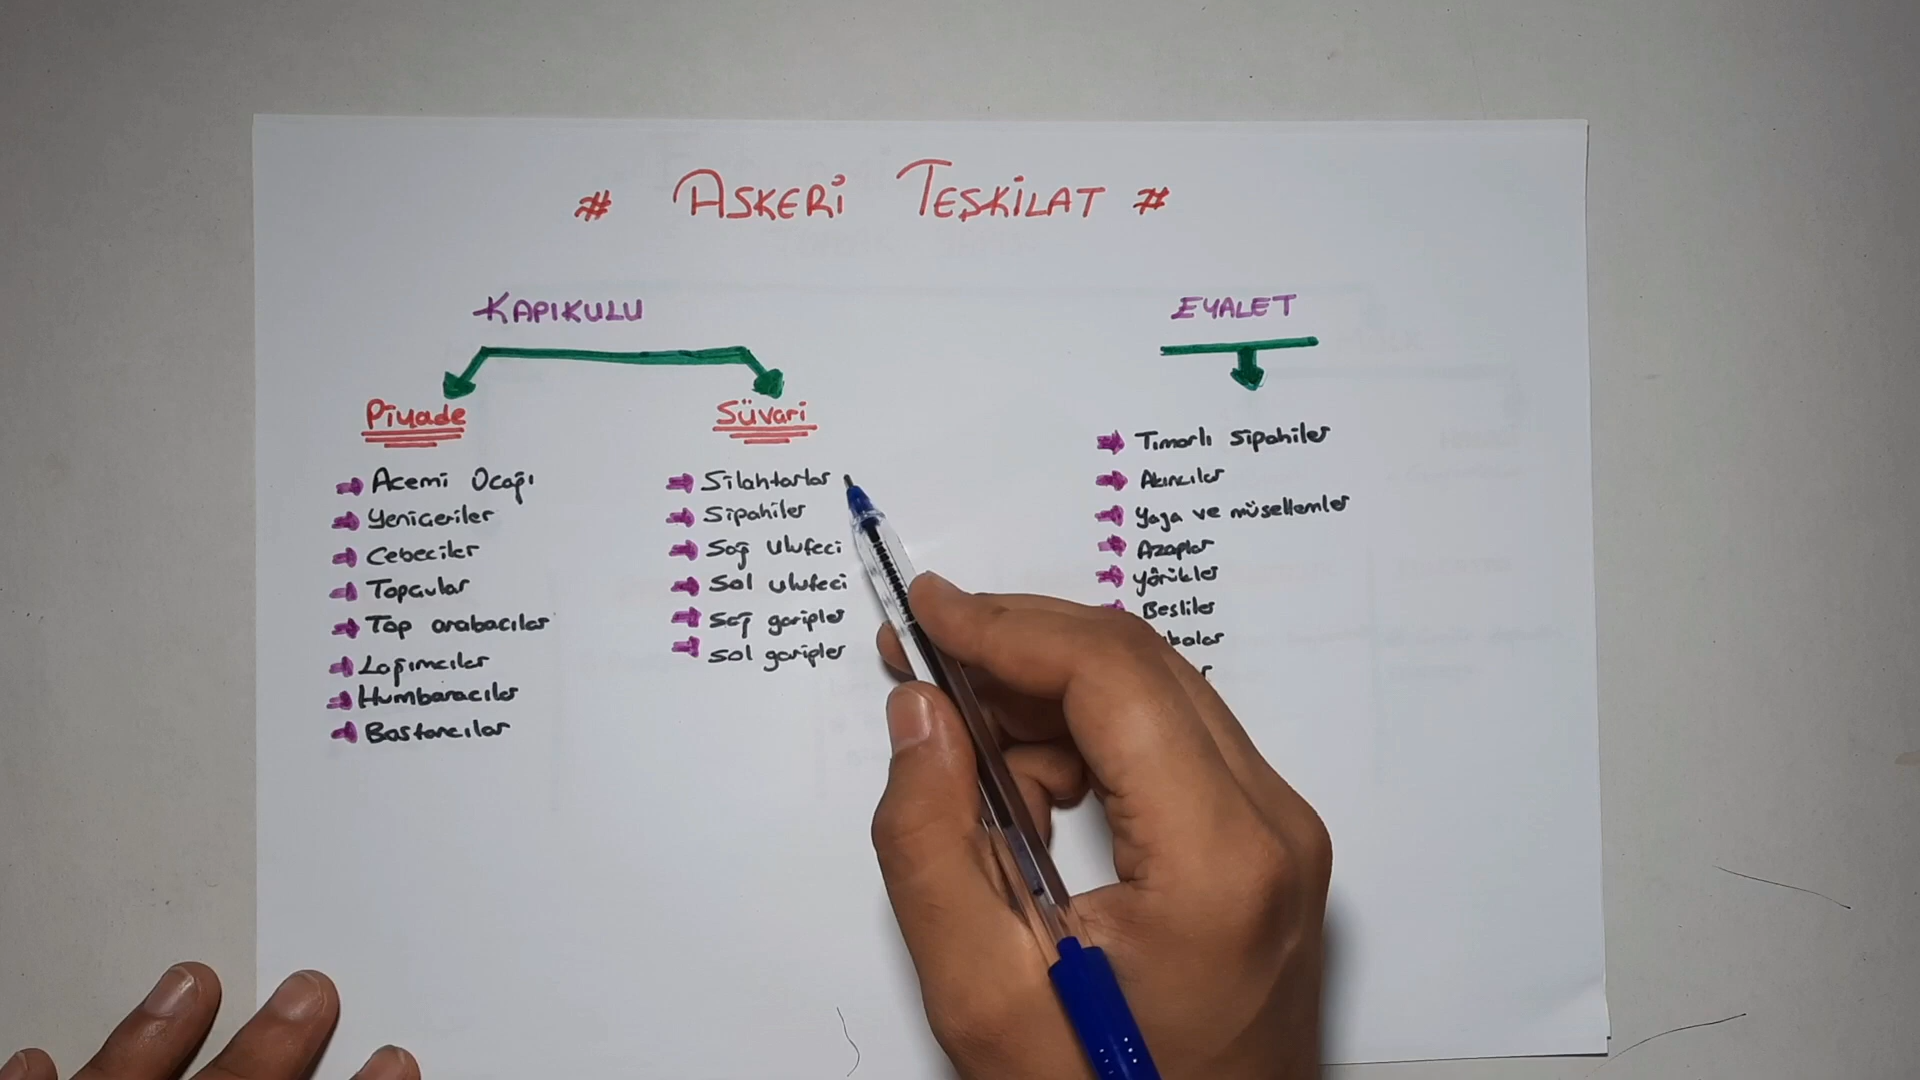 # ASKERİ TEŞKİLAT #
KAPIKULU
Piyade
Acemi Ocağı
Yeniçeriler
Cebeciler
Topçular
Top arabacılar
Lağımcılar
Humbaracılar
Bostancılar
Süvari
Silahtarlar
Sipahiler
Sağ ulufeci
Sol ulufeci
Sağ garipler
Sol garipler
EYALET
Tımarlı Sipahiler
Akıncılar
Yaya ve müsellemler
Azaplar
Yörükler
Beşliler